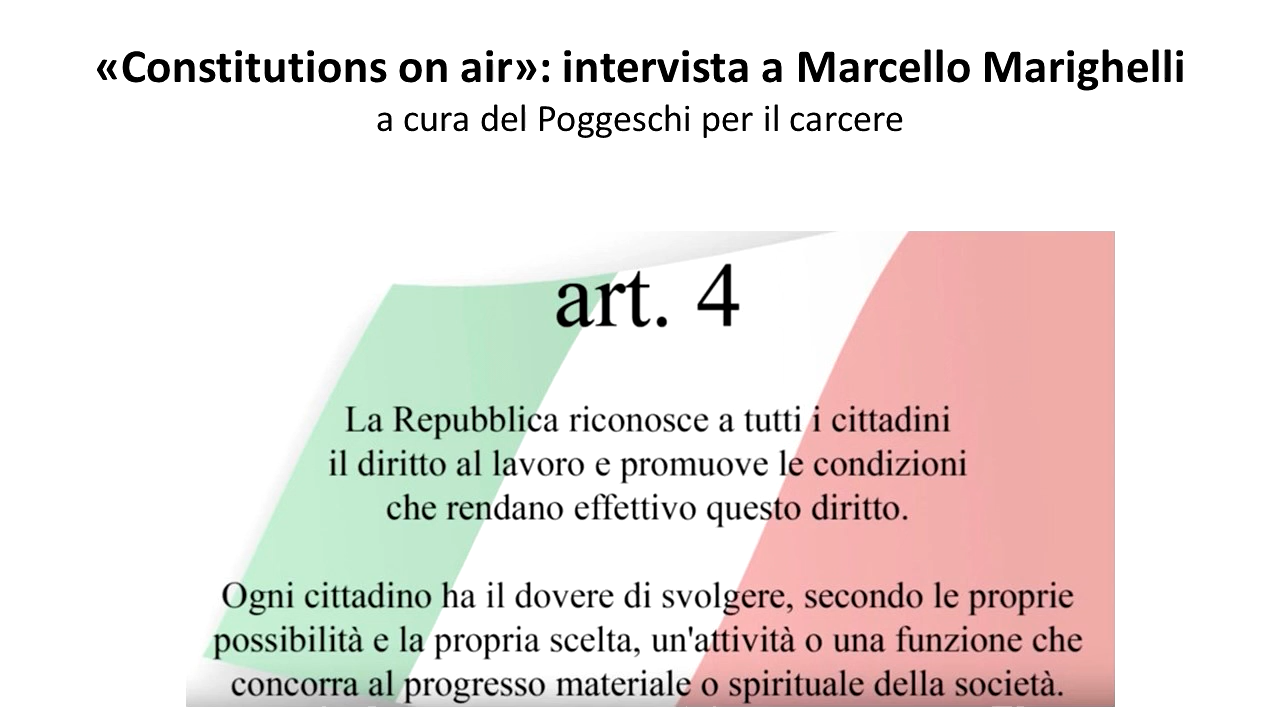 «Constitutions on air»: intervista a Marcello Marighelli
a cura del Poggeschi per il carcere
art. 4
La Repubblica riconosce a tutti i cittadini
il diritto al lavoro e promuove le condizioni
che rendano effettivo questo diritto.
Ogni cittadino ha il dovere di svolgere, secondo le proprie
possibilità e la propria scelta, un'attività o una funzione che
concorra al progresso materiale o spirituale della società.